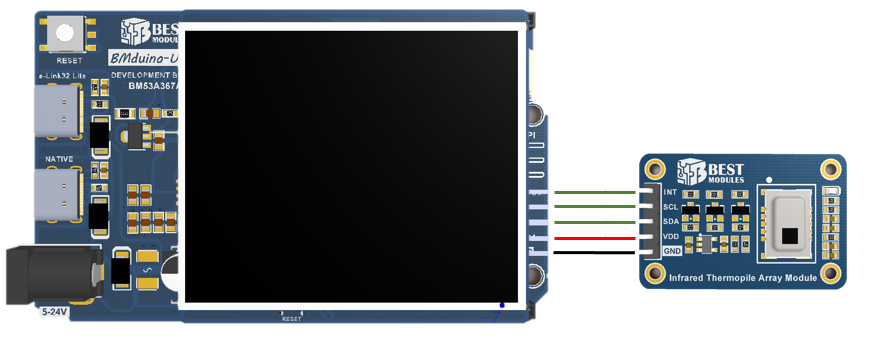 BEST
MODULES
BMduino-U
RESET
e-Link32 Lite
DEVELOPMENT B
BM53A367A
NATIVE
5-24V
RESET
PI
BEST
MODULES
INT
SCL
SDA
VDD
GND
Infrared Thermopile Array Module